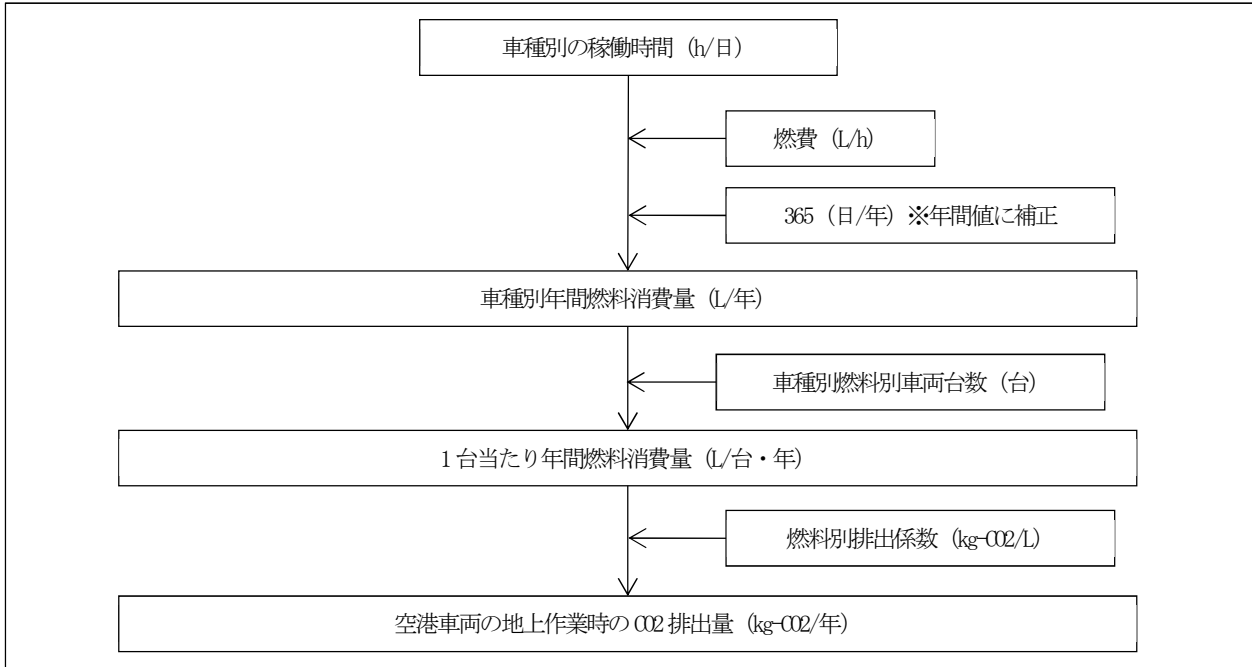 車種別の稼働時間（h/日）
燃費（L/h）
365（日/年）※年間値に補正
車種別年間燃料消費量（L/年）
車種別燃料別車両台数（台）
1台当たり年間燃料消費量（L/台・年）
燃料別排出係数（kg-CO2/L）
空港車両の地上作業時のCO2排出量（kg-CO2/年）